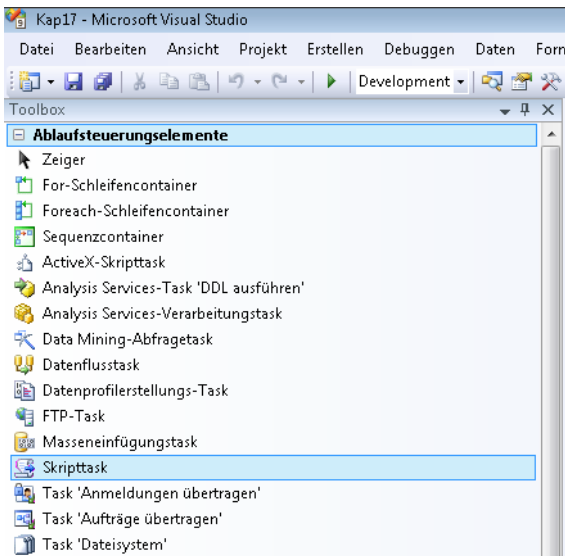 Kap17 - Microsoft Visual Studio
Datei Bearbeiten Ansicht Projekt Erstellen Debuggen Daten
Development
Toolbox
Ablaufsteuerungselemente
Zeiger
For-Schleifencontainer
Foreach-Schleifencontainer
Sequenzcontainer
ActiveX-Skripttask
Analysis Services-Task 'DDL ausführen'
Analysis Services-Verarbeitungstask
Data Mining-Abfragetask
Datenflusstask
Datenprofilerstellungs-Task
FTP-Task
Masseneinfügungstask
Skripttask
Task 'Anmeldungen übertragen'
Task 'Aufträge übertragen'
Task 'Dateisystem'